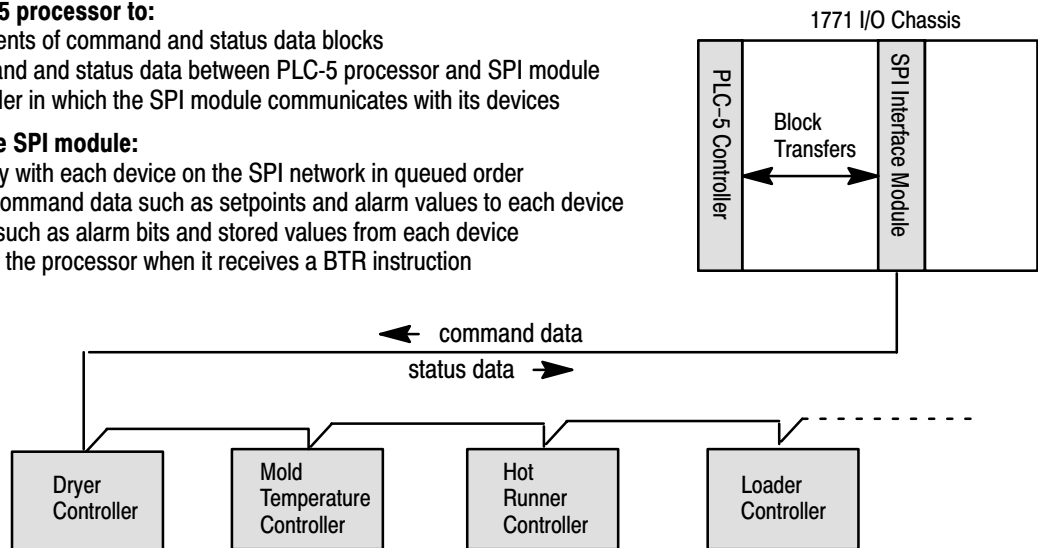 5 processor to:
ents of command and status data blocks
and and status data between PLC-5 processor and SPI module
der in which the SPI module communicates with its devices
e SPI module:
y with each device on the SPI network in queued order
command data such as setpoints and alarm values to each device
such as alarm bits and stored values from each device
the processor when it receives a BTR instruction
1771 I/O Chassis
PLC-5 Controller
Block
Transfers
SPI Interface Module
command data
status data
Dryer
Controller
Mold
Temperature
Controller
Hot
Runner
Controller
Loader
Controller